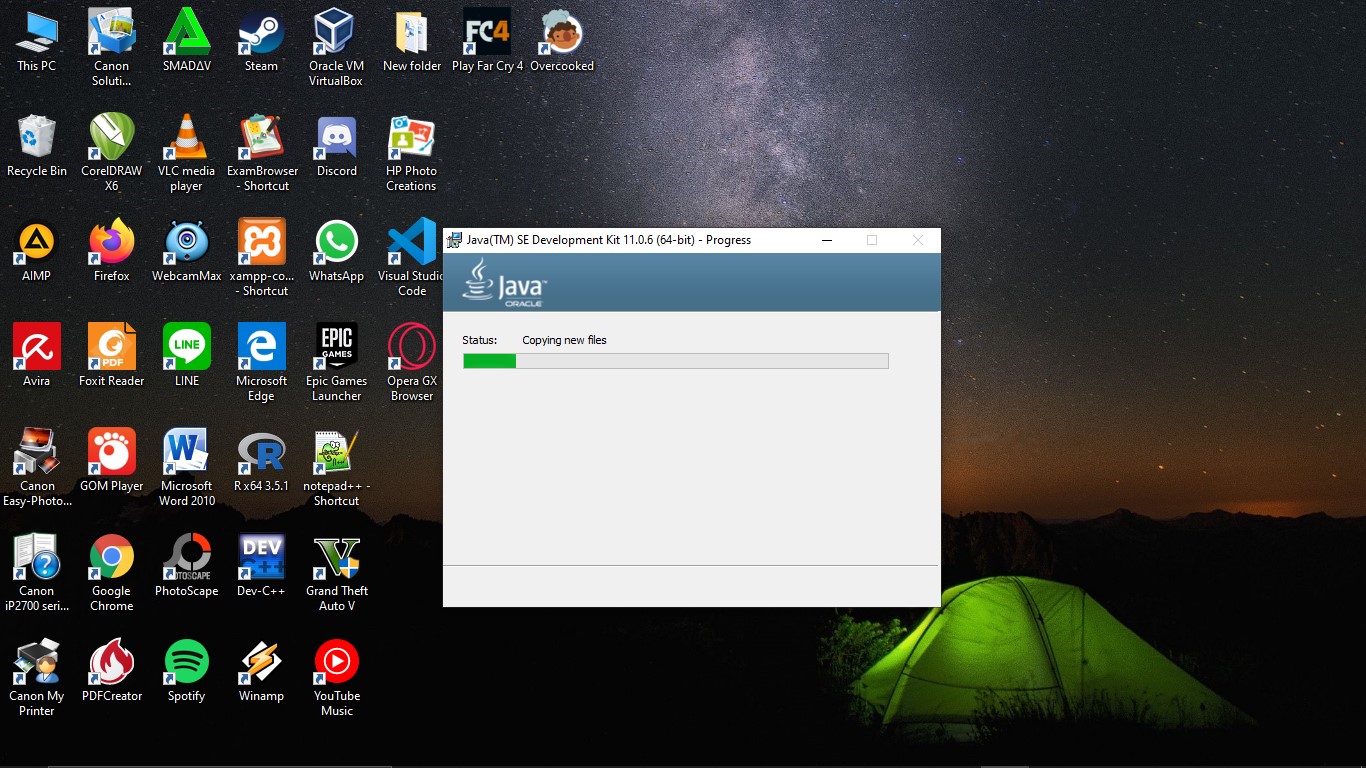 This PC
Canon
Soluti...
SMADΔV
Steam
Oracle VM
VirtualBox
New folder
FC4
Play Far Cry 4
Overcooked
Recycle Bin
CorelDRAW
X6
VLC media
player
ExamBrowser
- Shortcut
Discord
HP Photo
Creations
AIMP
Firefox
WebcamMax
xampp-co...
- Shortcut
WhatsApp
Visual Studio
Code
Avira
PDF
Foxit Reader
LINE
LINE
Microsoft
Edge
EPIC
GAMES
Epic Games
Launcher
Opera GX
Browser
Canon
Easy-Photo...
GOM Player
W
Microsoft
Word 2010
R
R x64 3.5.1
notepad++ -
Shortcut
Canon
iP2700 seri...
Google
Chrome
PHOTOSCAPE
PhotoScape
DEV
C++
Dev-C++
V
Grand Theft
Auto V
Canon My
Printer
PDFCreator
Spotify
Winamp
YouTube
Music
Java(TM) SE Development Kit 11.0.6 (64-bit) - Progress
Java™
ORACLE
Status: Copying new files